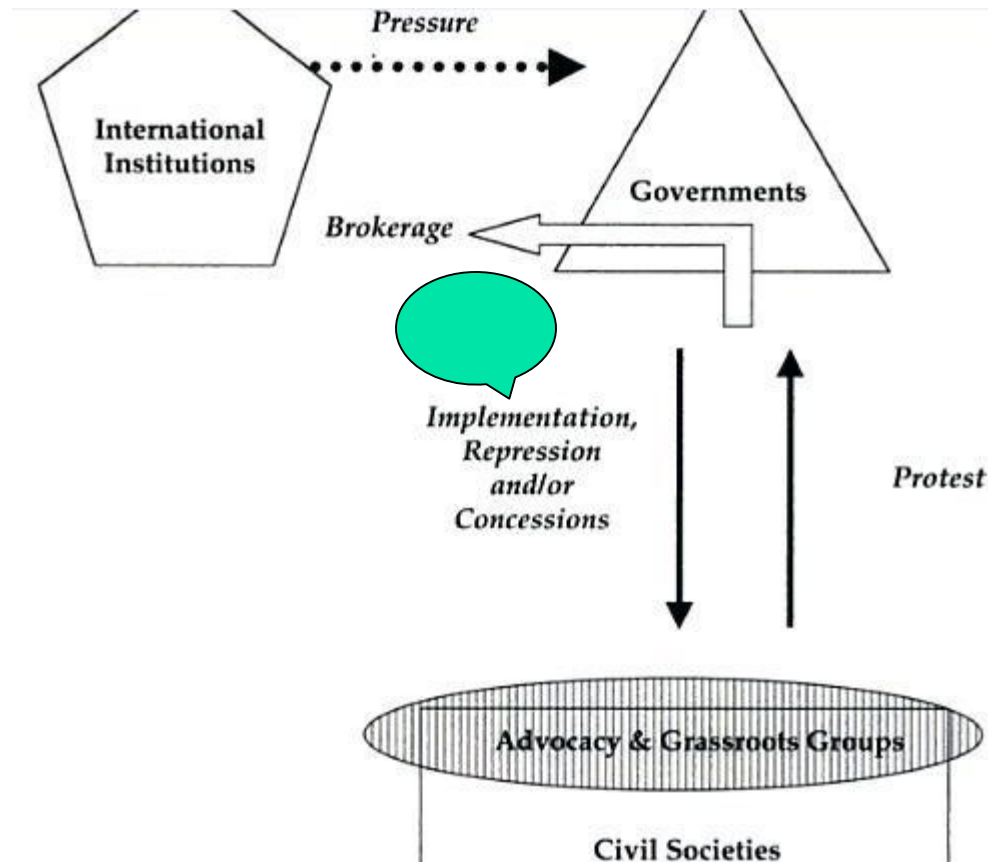 Pressure
International
Institutions
Governments
Brokerage
Implementation,
Repression
and/or
Concessions
Protest
Advocacy & Grassroots Groups
Civil Societies